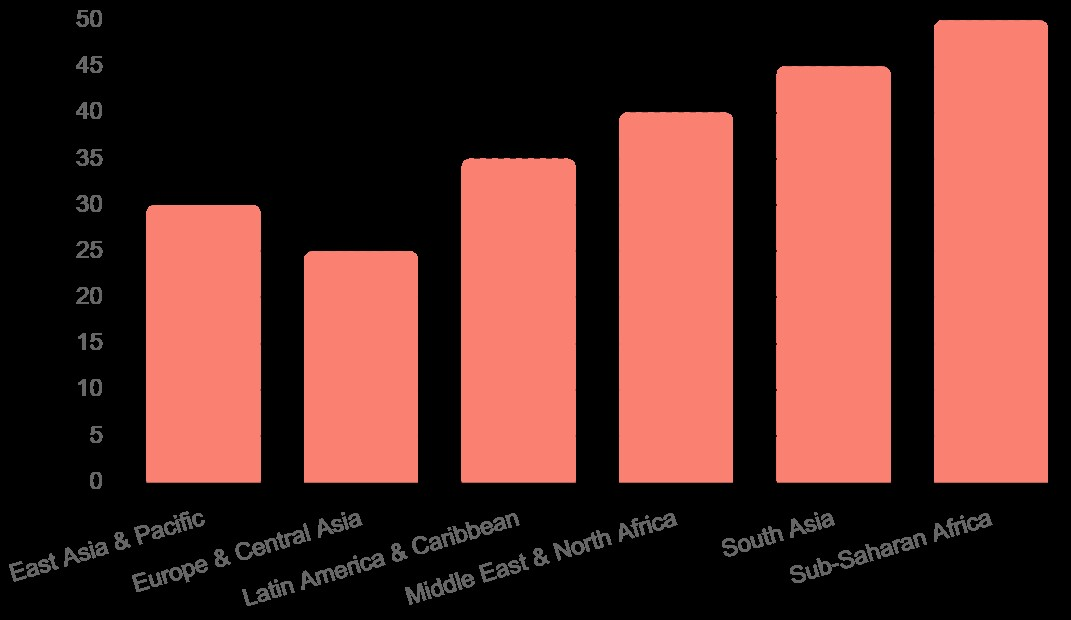 50
45
40
35
30
25
20
15
10
5
0
East Asia & Pacific
Europe & Central Asia
Latin America & Caribbean
Middle East & North Africa
South Asia
Sub-Saharan Africa